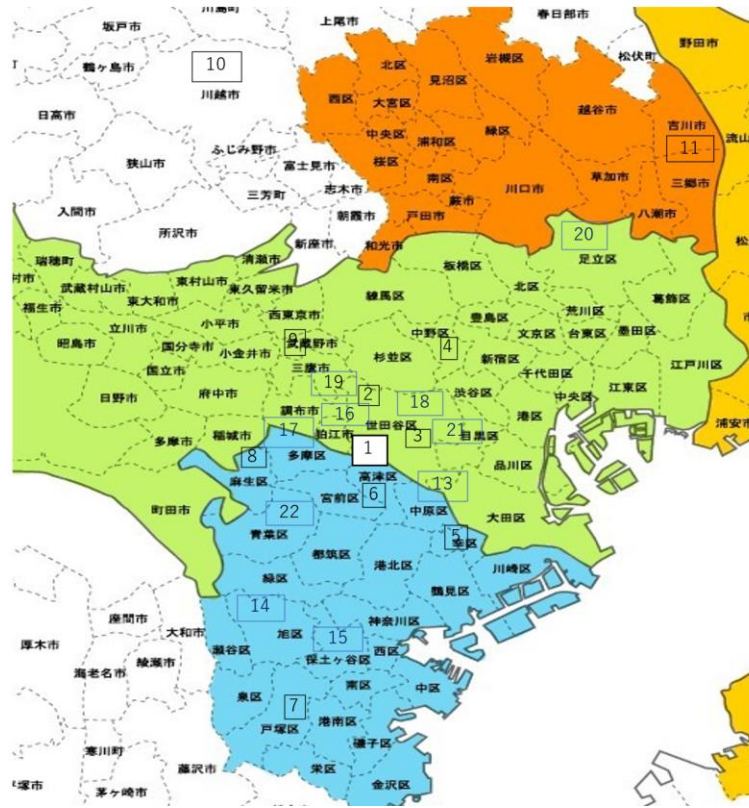 川島町
上尾市
春日部市
坂戸市
松伏町
野田市
鶴ヶ島市
10
川越市
北区
見沼区
岩槻区
西区
大宮区
越谷市
日高市
吉川市
中央区
浦和区
緑区
流山
ふじみ野市
桜区
11
狭山市
富士見市
南区
草加市
三郷市
三芳町
志木市
蕨市
川口市
入間市
朝霞市
戸田市
八潮市
所沢市
新座市
和光市
20
松
清瀬市
足立区
瑞穂町
板橋区
村市
武蔵村山市
東村山市
東久留米市
北区
練馬区
葛飾区
福生市
東大和市
西東京市
豊島区
荒川区
立川市
小平市
中野区
文京区
台東区
墨田区
9
武蔵野市
4
昭島市
国分寺市
小金井市
杉並区
新宿区
国立市
三鷹市
千代田区
江戸川区
19
2
日野市
府中市
渋谷区
中央区
江東区
18
調布市
16
港区
17
狛江市
世田谷区
21
浦安市
多摩市
稲城市
3
目黒区
1
8
多摩区
品川区
麻生区
高津区
13
宮前区
6
中原区
町田市
22
大田区
青葉区
5
幸区
都筑区
港北区
川崎区
緑区
鶴見区
14
座間市
厚木市
大和市
神奈川区
旭区
15
瀬谷区
西区
綾瀬市
保土ヶ谷区
海老名市
南区
中区
泉区
7
港南区
戸塚区
寒川町
磯子区
藤沢市
栄区
塚市
茅ヶ崎市
金沢区